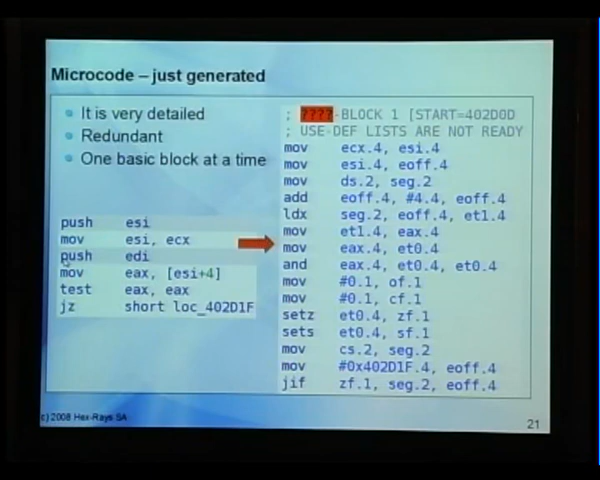 Microcode – just generated
It is very detailed
Redundant
One basic block at a time
push esi
mov esi, ecx
push edi
mov eax, [esi+4]
test eax, eax
jz short loc_402D1F
; ????-BLOCK 1 [START=402D0D
; USE-DEF LISTS ARE NOT READY
mov ecx.4, esi.4
mov esi.4, eoff.4
mov ds.2, seg.2
add eoff.4, #4.4, eoff.4
ldx seg.2, eoff.4, et1.4
mov et1.4, eax.4
mov eax.4, et0.4
and eax.4, et0.4, et0.4
mov #0.1, of.1
mov #0.1, cf.1
setz et0.4, zf.1
sets et0.4, sf.1
mov cs.2, seg.2
mov #0x402D1F.4, eoff.4
jif zf.1, seg.2, eoff.4
(c) 2008 Hex-Rays SA
21